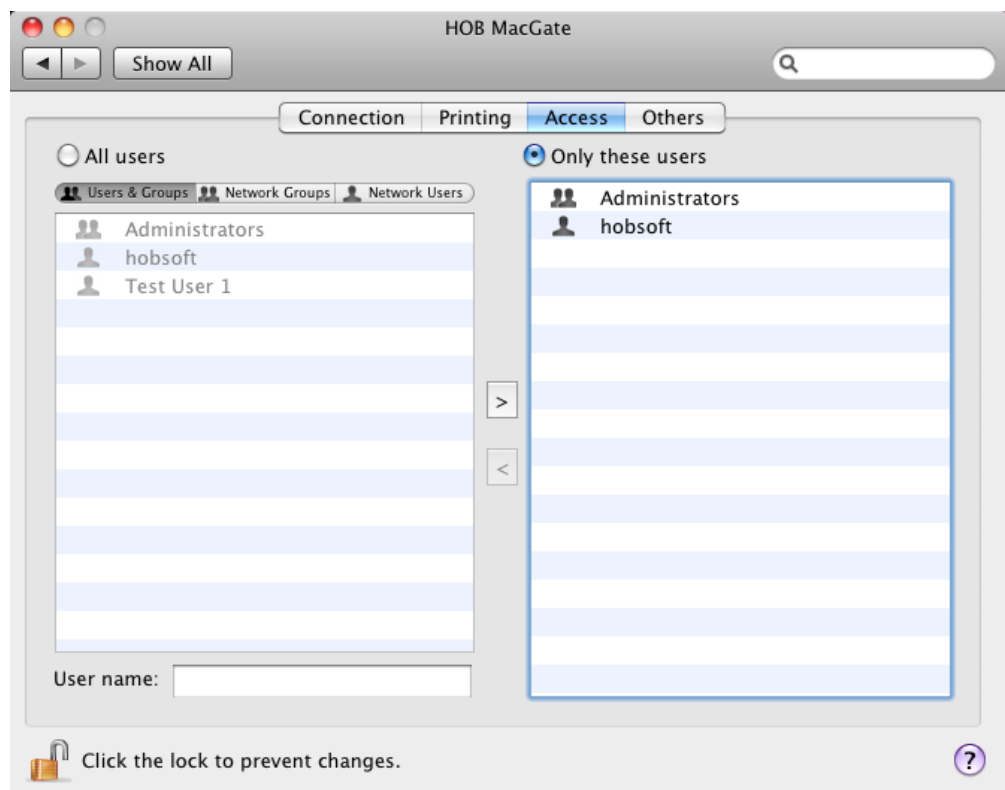 HOB MacGate
Show All
Connection Printing Access Others
All users
Only these users
Users & Groups Network Groups Network Users
Administrators
hobsoft
Test User 1
Administrators
hobsoft
>
<
User name:
Click the lock to prevent changes.
?